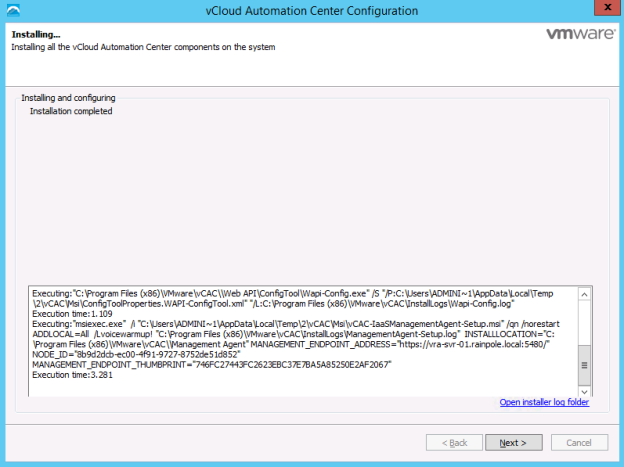 vCloud Automation Center Configuration
x
Installing...
Installing all the vCloud Automation Center components on the system
vmware
Installing and configuring
Installation completed
Executing:"C:\Program Files (x86)\VMware\vCAC\\Web API\ConfigTool\Wapi-Config.exe" /S "/P:C:\Users\ADMINI~1\AppData\Local\Temp
\2\vCAC\Msi\ConfigToolProperties.WAPI-ConfigTool.xml" "/L:C:\Program Files (x86)\VMware\vCAC\InstallLogs\Wapi-Config.log"
Execution time:1.109
Executing:"msiexec.exe" /i "C:\Users\ADMINI~1\AppData\Local\Temp\2\vCAC\Msi\vCAC-IaaSManagementAgent-Setup.msi" /qn /norestart
ADDLOCAL=All /Lvoicewarmup! "C:\Program Files (x86)\VMware\vCAC\InstallLogs\ManagementAgent-Setup.log" INSTALLLOCATION="C:
\Program Files (x86)\VMware\vCAC\\Management Agent" MANAGEMENT_ENDPOINT_ADDRESS="https://vra-svr-01.rainpole.local:5480/"
NODE_ID="8b9d2dcb-ec00-4f91-9727-8752de51d852"
MANAGEMENT_ENDPOINT_THUMBPRINT="746FC27443FC2623EBC37E7BA5A85250E2AF2067"
Execution time:3.281
Open installer log folder
< Back
Next >
Cancel